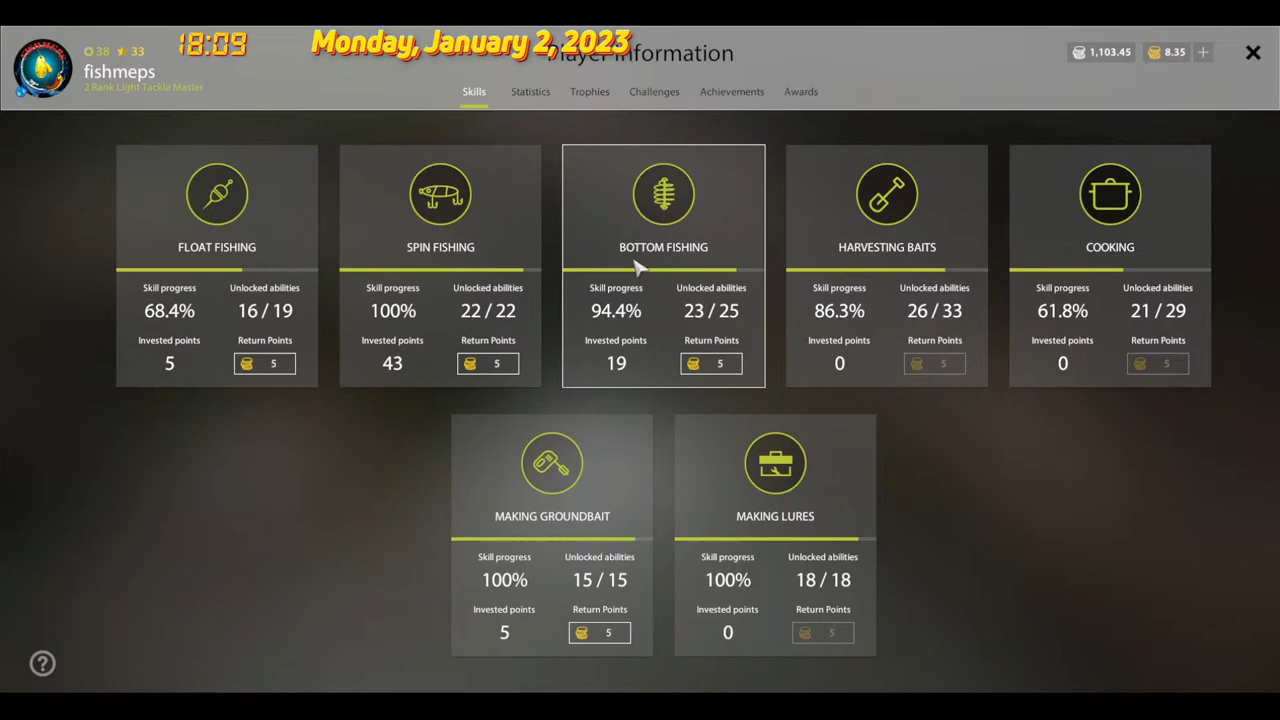 38 33
18:09
Monday, January 2, 2023
Player Information
1,103.45
8.35 +
fishmeps
2 Rank Light Tackle Master
Skills Statistics Trophies Challenges Achievements Awards
FLOAT FISHING
Skill progress Unlocked abilities
68.4% 16 / 19
Invested points Return Points
5 5
SPIN FISHING
Skill progress Unlocked abilities
100% 22 / 22
Invested points Return Points
43 5
BOTTOM FISHING
Skill progress Unlocked abilities
94.4% 23 / 25
Invested points Return Points
19 5
HARVESTING BAITS
Skill progress Unlocked abilities
86.3% 26 / 33
Invested points Return Points
0 5
COOKING
Skill progress Unlocked abilities
61.8% 21 / 29
Invested points Return Points
0 5
MAKING GROUNDBAIT
Skill progress Unlocked abilities
100% 15 / 15
Invested points Return Points
5 5
MAKING LURES
Skill progress Unlocked abilities
100% 18 / 18
Invested points Return Points
0 5
?